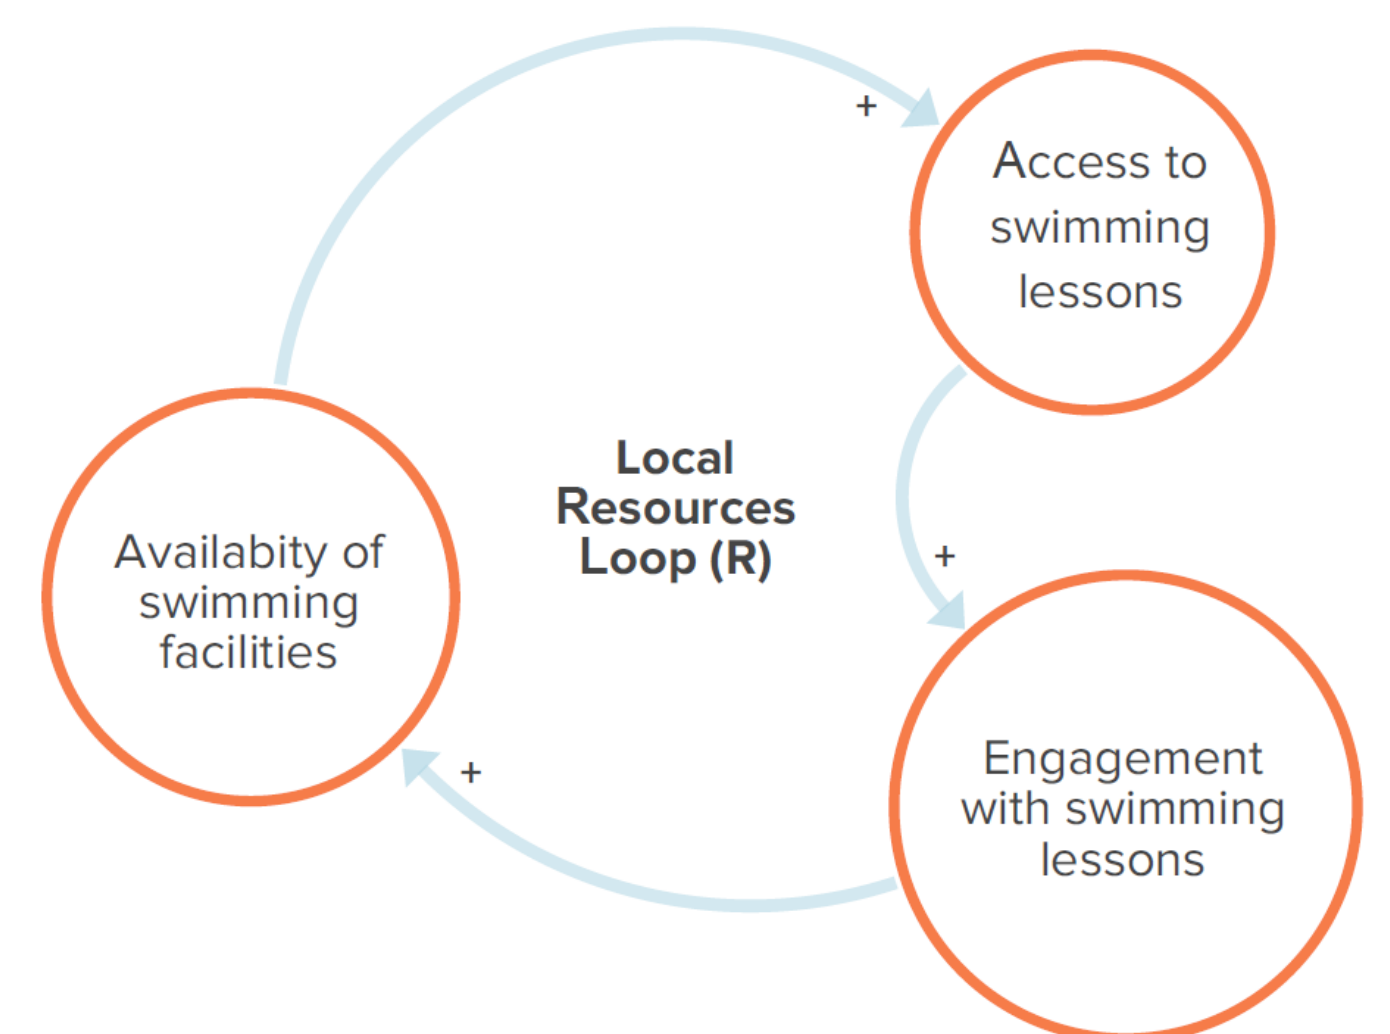 +
Access to
swimming
lessons
Local
Resources
Loop (R)
+
Availabity of
swimming
facilities
+
Engagement
with swimming
lessons